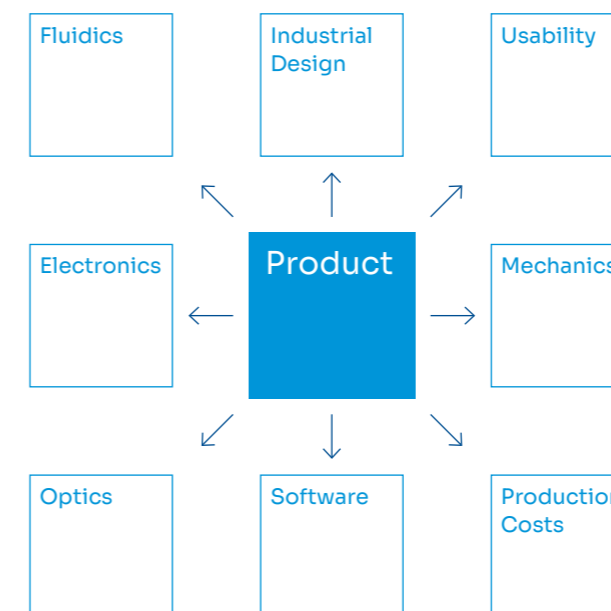 Fluidics
Industrial
Design
Usability
Electronics
Product
Mechanics
Optics
Software
Production
Costs